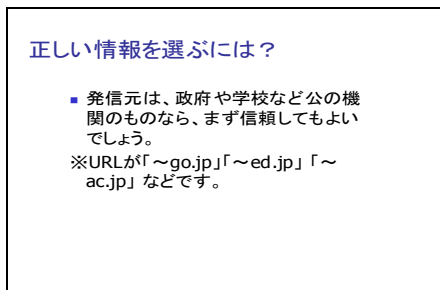 正しい情報を選ぶには？
■ 発信元は、政府や学校など公の機
関のものなら、まず信頼してもよい
でしょう。
※URLが「～go.jp」「～ed.jp」「～
ac.jp」などです。